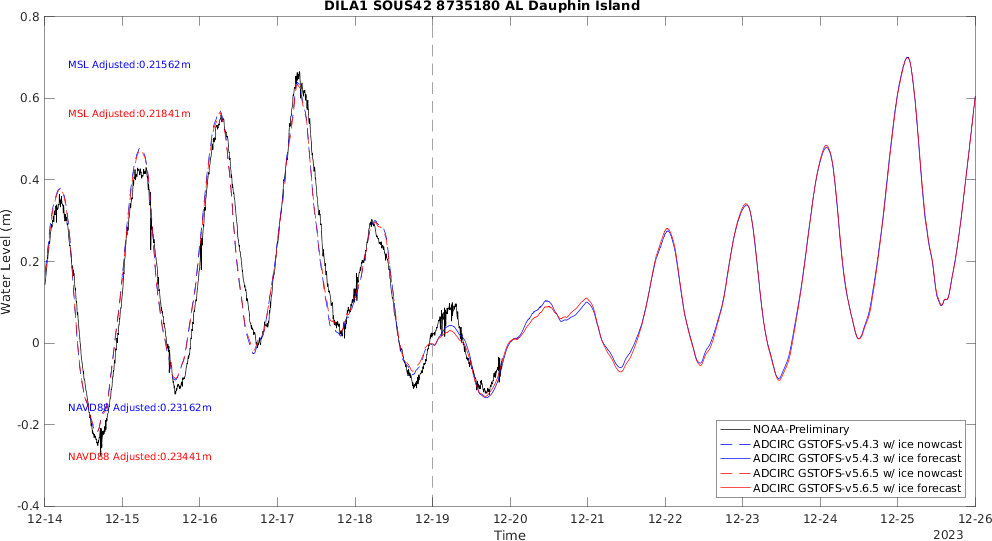 DILA1 SOUS42 8735180 AL Dauphin Island
0.8
0.6
0.4
0.2
0
-0.2
-0.4
Water Level (m)
MSL Adjusted:0.21562m
MSL Adjusted:0.21841m
NAVD88 Adjusted:0.23162m
NAVD88 Adjusted:0.23441m
NOAA-Preliminary
ADCIRC GSTOFS-v5.4.3 w/ ice nowcast
ADCIRC GSTOFS-v5.4.3 w/ ice forecast
ADCIRC GSTOFS-v5.6.5 w/ ice nowcast
ADCIRC GSTOFS-v5.6.5 w/ ice forecast
12-14 12-15 12-16 12-17 12-18 12-19 12-20 12-21 12-22 12-23 12-24 12-25 12-26
Time
2023